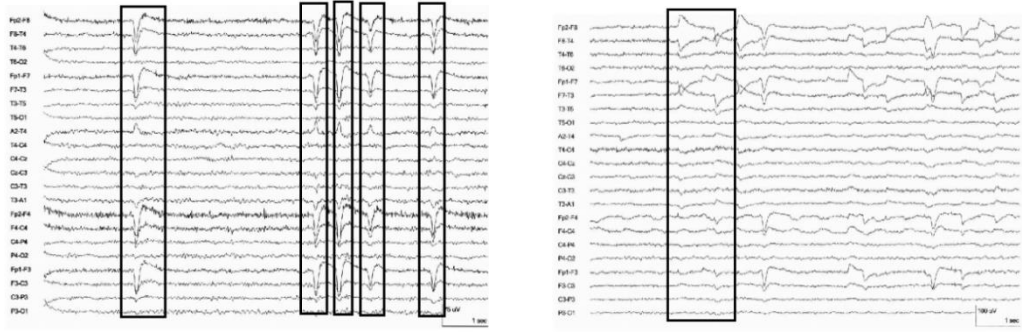 Fp2-F8
F8-T4
T4-T6
T6-O2
Fp1-F7
F7-T3
T3-T5
T5-O1
A2-T4
T4-C4
C4-Cz
Cz-C3
C3-T3
T3-A1
Fp2-F4
F4-C4
C4-P4
P4-O2
Fp1-F3
F3-C3
C3-P3
P3-O1
75 uV
1 sec
Fp2-F8
F8-T4
T4-T6
T6-O2
Fp1-F7
F7-T3
T3-T5
T5-O1
A2-T4
T4-C4
C4-Cz
Cz-C3
C3-T3
T3-A1
Fp2-F4
F4-C4
C4-P4
P4-O2
Fp1-F3
F3-C3
C3-P3
P3-O1
100 uV
1 sec